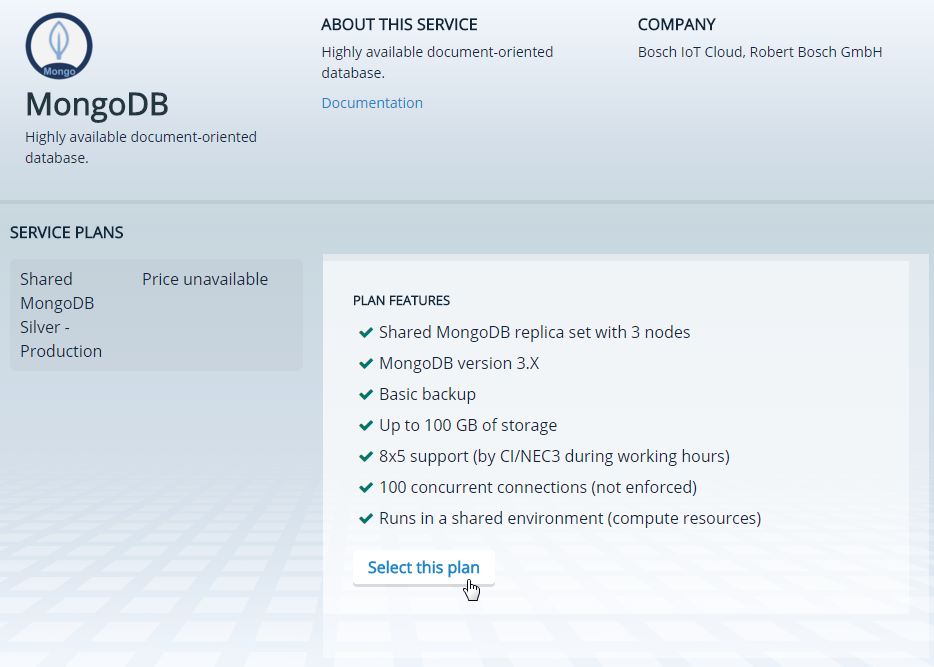 Mongo
MongoDB
Highly available document-oriented
database.
ABOUT THIS SERVICE
Highly available document-oriented
database.
Documentation
COMPANY
Bosch IoT Cloud, Robert Bosch GmbH
SERVICE PLANS
Shared
MongoDB
Silver -
Production
Price unavailable
PLAN FEATURES
Shared MongoDB replica set with 3 nodes
MongoDB version 3.X
Basic backup
Up to 100 GB of storage
8x5 support (by CI/NEC3 during working hours)
100 concurrent connections (not enforced)
Runs in a shared environment (compute resources)
Select this plan